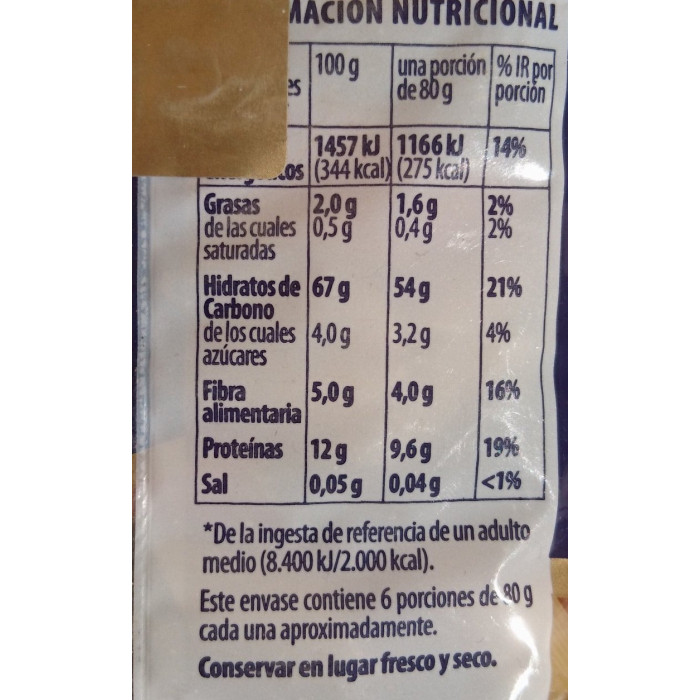 MACIÓN NUTRICIONAL
100 g una porción % IR por
es de 80 g porción
1457 kJ 1166 kJ 14%
(344 kcal) (275 kcal)
Grasas 2,0 g 1,6 g 2%
de las cuales 0,5 g 0,4 g 2%
saturadas
Hidratos de 67 g 54 g 21%
Carbono
de los cuales 4,0 g 3,2 g 4%
azúcares
Fibra 5,0 g 4,0 g 16%
alimentaria
Proteínas 12 g 9,6 g 19%
Sal 0,05 g 0,04 g <1%
*De la ingesta de referencia de un adulto
medio (8.400 kJ/2.000 kcal).
Este envase contiene 6 porciones de 80 g
cada una aproximadamente.
Conservar en lugar fresco y seco.